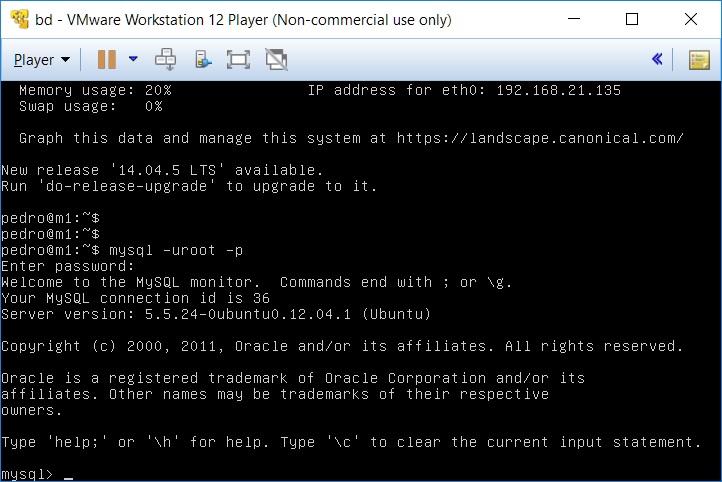 bd - VMware Workstation 12 Player (Non-commercial use only)
Player
Memory usage: 20%                IP address for eth0: 192.168.21.135
Swap usage:   0%
Graph this data and manage this system at https://landscape.canonical.com/
New release '14.04.5 LTS' available.
Run 'do-release-upgrade' to upgrade to it.
pedro@m1:~$
pedro@m1:~$
pedro@m1:~$ mysql -uroot -p
Enter password:
Welcome to the MySQL monitor.  Commands end with ; or \g.
Your MySQL connection id is 36
Server version: 5.5.24-0ubuntu0.12.04.1 (Ubuntu)
Copyright (c) 2000, 2011, Oracle and/or its affiliates. All rights reserved.
Oracle is a registered trademark of Oracle Corporation and/or its
affiliates. Other names may be trademarks of their respective
owners.
Type 'help;' or '\h' for help. Type '\c' to clear the current input statement.
mysql> _